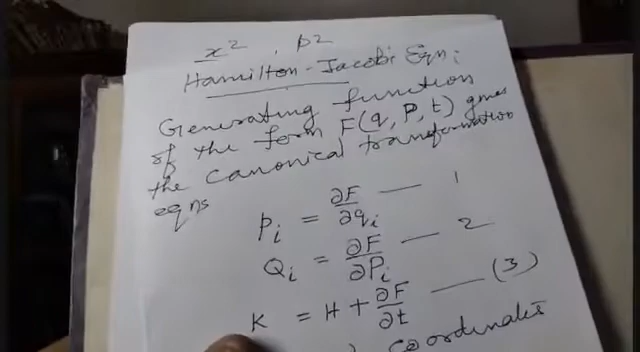 x² , p2
Hamilton-Jacobi Eqn:
Generating function
of the form F(q, P, t) gives
the canonical transformation
eqns
pᵢ = ∂F/∂qᵢ — 1
Qᵢ = ∂F/∂Pᵢ — 2
K = H + ∂F/∂t — (3)
coordinates